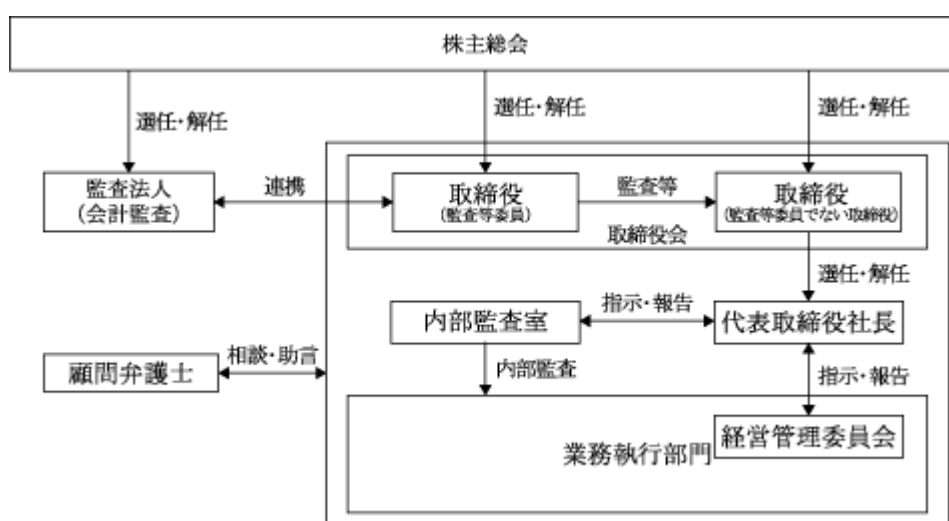 株主総会
選任・解任
選任・解任
選任・解任
監査法人
(会計監査)
連携
取締役
(監査等委員)
監査等
取締役
(監査等委員でない取締役)
取締役会
選任・解任
内部監査室
指示・報告
代表取締役社長
顧問弁護士
相談・助言
内部監査
指示・報告
業務執行部門
経営管理委員会